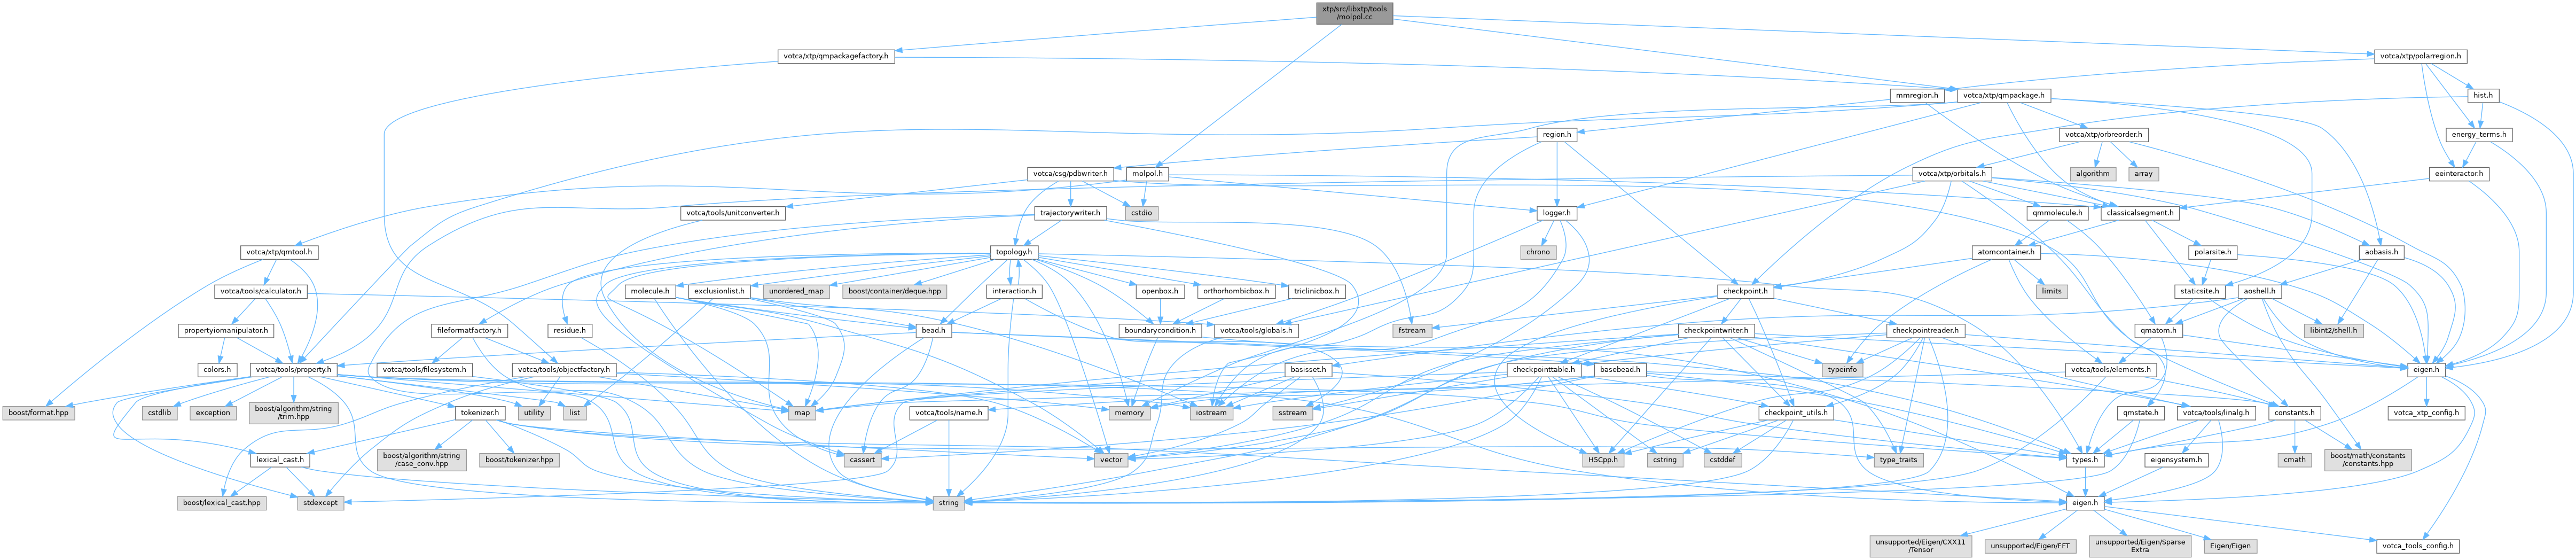 xtp/src/libxtp/tools
/molpol.cc
votca/xtp/qmpackagefactory.h
votca/xtp/polarregion.h
mmregion.h
votca/xtp/qmpackage.h
hist.h
region.h
votca/xtp/orbreorder.h
energy_terms.h
votca/csg/pdbwriter.h
molpol.h
votca/xtp/orbitals.h
algorithm
array
eeinteractor.h
votca/tools/unitconverter.h
trajectorywriter.h
cstdio
logger.h
qmmolecule.h
classicalsegment.h
votca/xtp/qmtool.h
topology.h
chrono
atomcontainer.h
polarsite.h
aobasis.h
votca/tools/calculator.h
molecule.h
exclusionlist.h
unordered_map
boost/container/deque.hpp
interaction.h
openbox.h
orthorhombicbox.h
triclinicbox.h
checkpoint.h
limits
staticsite.h
aoshell.h
propertyiomanipulator.h
fileformatfactory.h
residue.h
bead.h
boundarycondition.h
votca/tools/globals.h
fstream
checkpointwriter.h
checkpointreader.h
qmatom.h
libint2/shell.h
colors.h
votca/tools/property.h
votca/tools/filesystem.h
votca/tools/objectfactory.h
basisset.h
checkpointtable.h
basebead.h
typeinfo
votca/tools/elements.h
eigen.h
boost/format.hpp
cstdlib
exception
boost/algorithm/string
/trim.hpp
tokenizer.h
utility
list
map
votca/tools/name.h
memory
iostream
sstream
checkpoint_utils.h
qmstate.h
votca/tools/linalg.h
constants.h
votca_xtp_config.h
lexical_cast.h
boost/algorithm/string
/case_conv.hpp
boost/tokenizer.hpp
cassert
vector
H5Cpp.h
cstring
cstddef
type_traits
types.h
eigensystem.h
cmath
boost/math/constants
/constants.hpp
boost/lexical_cast.hpp
stdexcept
string
eigen.h
unsupported/Eigen/CXX11
/Tensor
unsupported/Eigen/FFT
unsupported/Eigen/Sparse
Extra
Eigen/Eigen
votca_tools_config.h